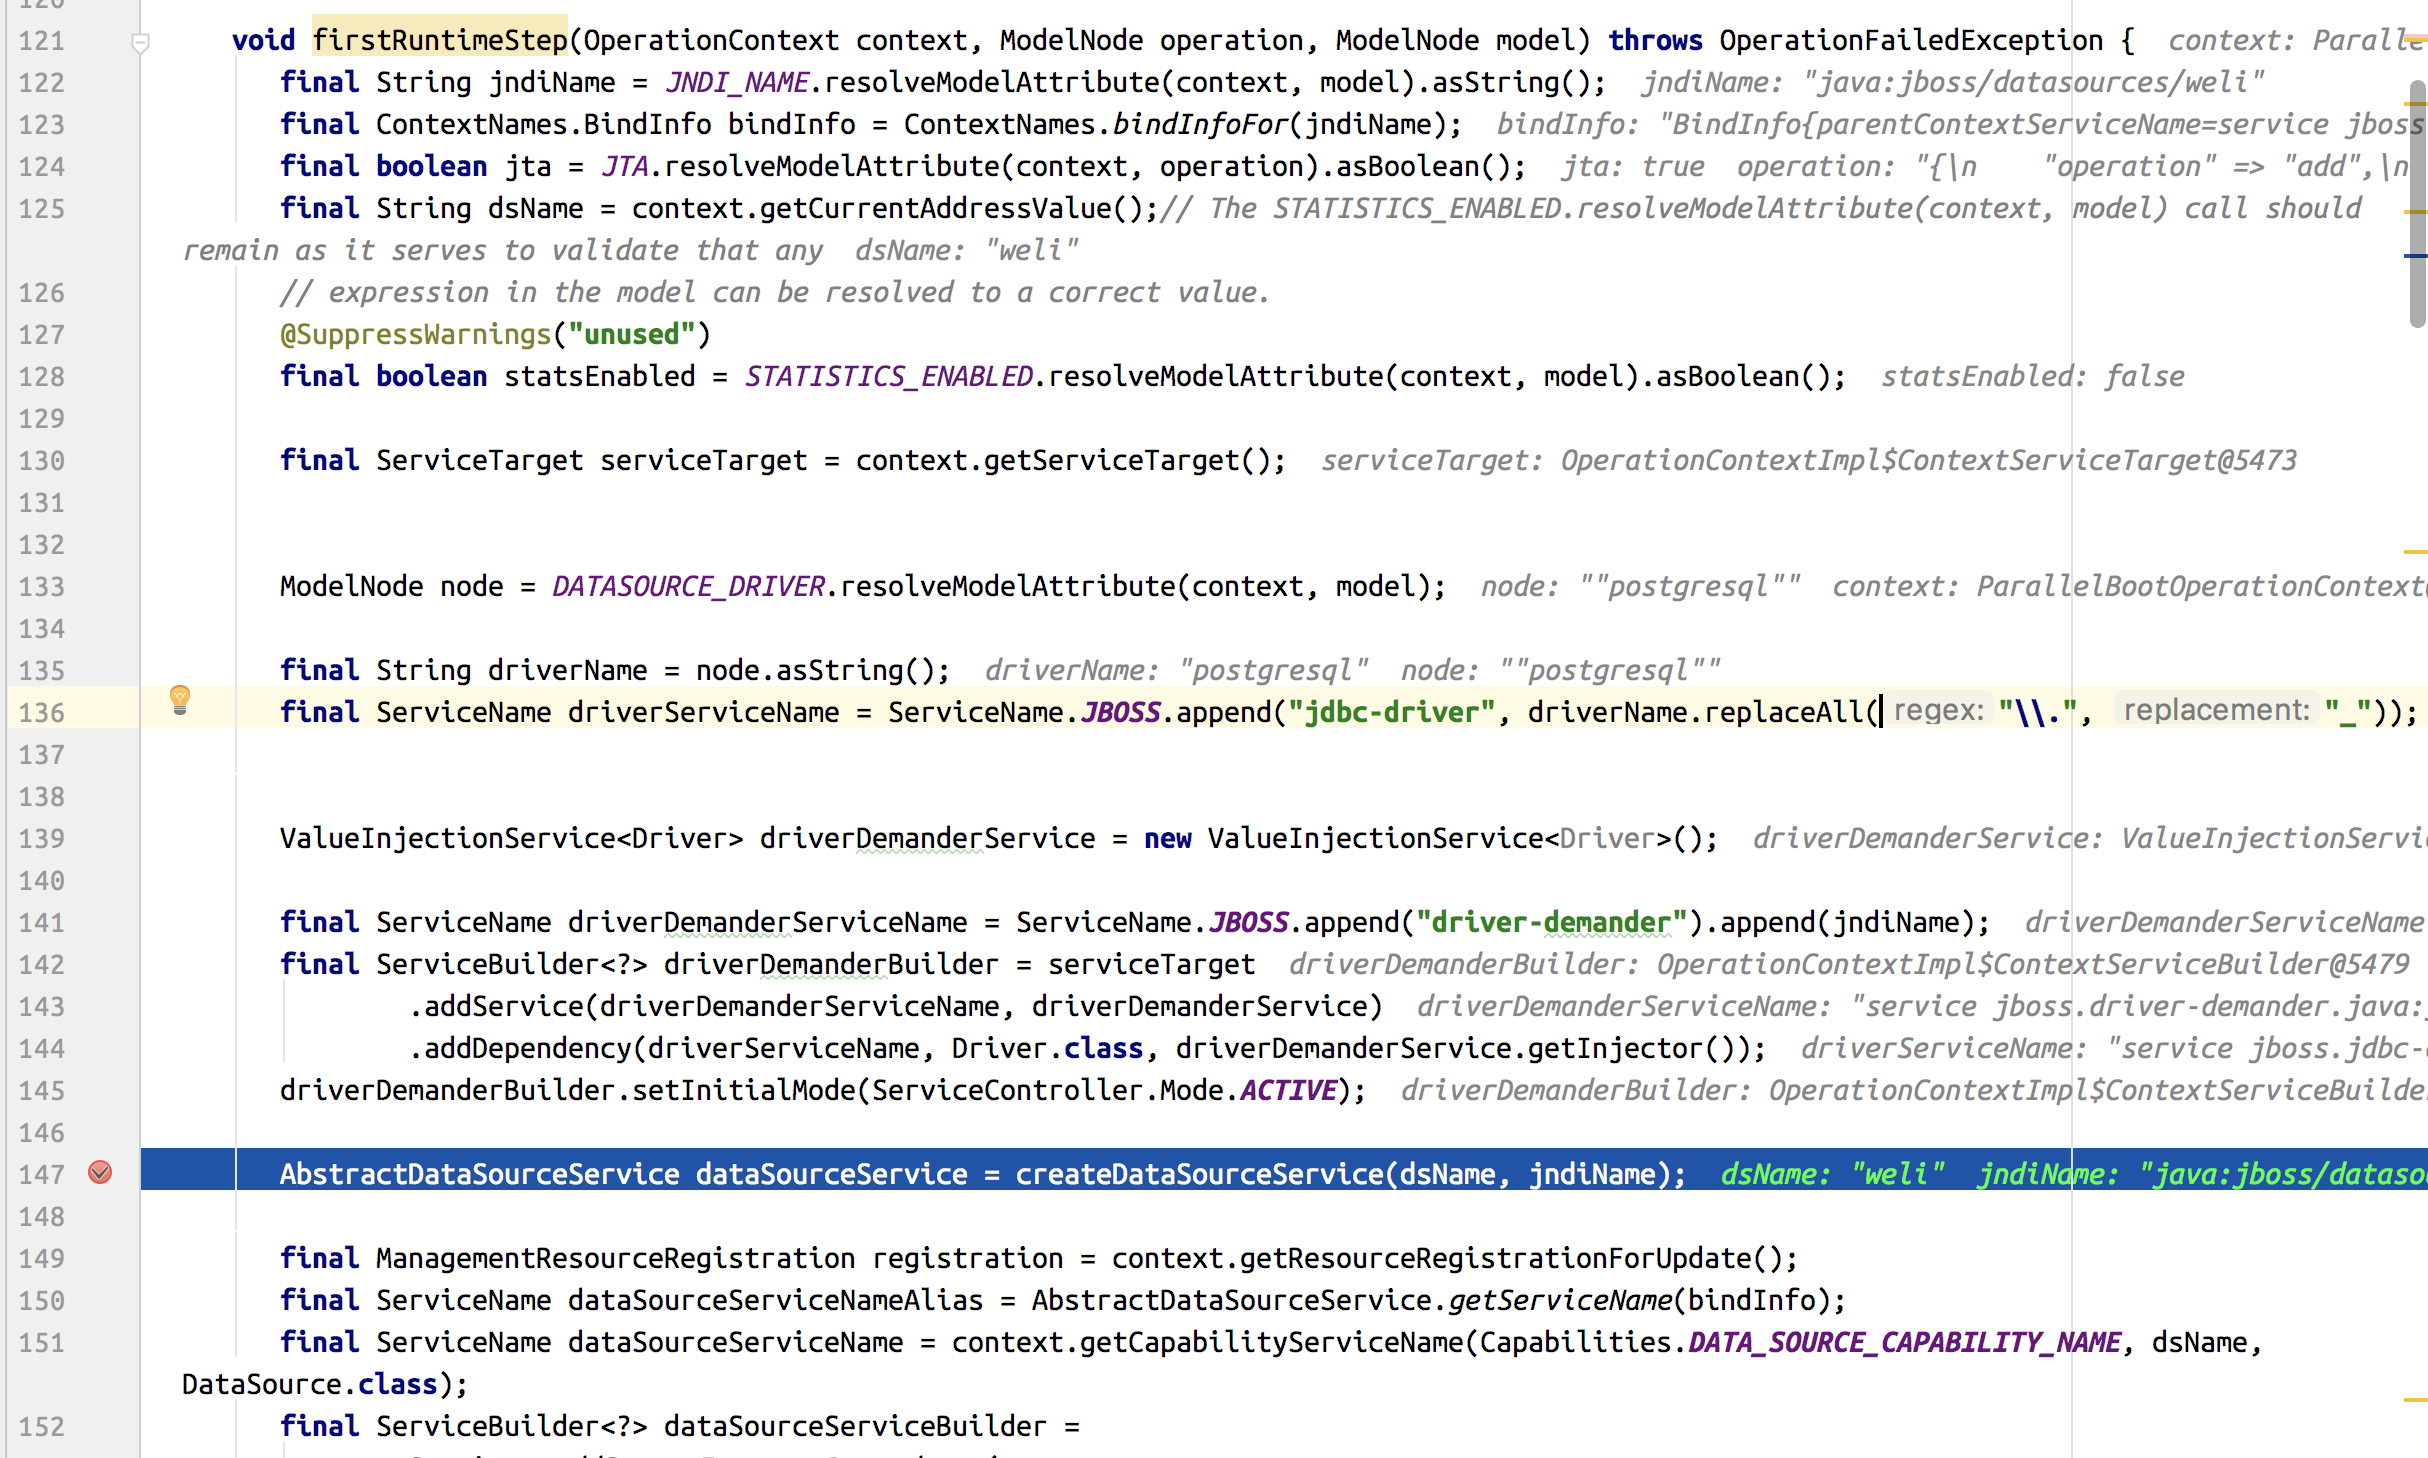 120
121 void firstRuntimeStep(OperationContext context, ModelNode operation, ModelNode model) throws OperationFailedException { context: Paralle
122 final String jndiName = JNDI_NAME.resolveModelAttribute(context, model).asString(); jndiName: "java:jboss/datasources/weli"
123 final ContextNames.BindInfo bindInfo = ContextNames.bindInfoFor(jndiName); bindInfo: "BindInfo{parentContextServiceName=service jboss
124 final boolean jta = JTA.resolveModelAttribute(context, operation).asBoolean(); jta: true operation: "{\n "operation" => "add",\n
125 final String dsName = context.getCurrentAddressValue();// The STATISTICS_ENABLED.resolveModelAttribute(context, model) call should
remain as it serves to validate that any dsName: "weli"
126 // expression in the model can be resolved to a correct value.
127 @SuppressWarnings("unused")
128 final boolean statsEnabled = STATISTICS_ENABLED.resolveModelAttribute(context, model).asBoolean(); statsEnabled: false
129
130 final ServiceTarget serviceTarget = context.getServiceTarget(); serviceTarget: OperationContextImpl$ContextServiceTarget@5473
131
132
133 ModelNode node = DATASOURCE_DRIVER.resolveModelAttribute(context, model); node: ""postgresql"" context: ParallelBootOperationContext
134
135 final String driverName = node.asString(); driverName: "postgresql" node: ""postgresql""
136 final ServiceName driverServiceName = ServiceName.JBOSS.append("jdbc-driver", driverName.replaceAll( regex: "\\.", replacement: "_"));
137
138
139 ValueInjectionService<Driver> driverDemanderService = new ValueInjectionService<Driver>(); driverDemanderService: ValueInjectionServi
140
141 final ServiceName driverDemanderServiceName = ServiceName.JBOSS.append("driver-demander").append(jndiName); driverDemanderServiceName
142 final ServiceBuilder<?> driverDemanderBuilder = serviceTarget driverDemanderBuilder: OperationContextImpl$ContextServiceBuilder@5479
143 .addService(driverDemanderServiceName, driverDemanderService) driverDemanderServiceName: "service jboss.driver-demander.java:
144 .addDependency(driverServiceName, Driver.class, driverDemanderService.getInjector()); driverServiceName: "service jboss.jdbc-
145 driverDemanderBuilder.setInitialMode(ServiceController.Mode.ACTIVE); driverDemanderBuilder: OperationContextImpl$ContextServiceBuilde
146
147 AbstractDataSourceService dataSourceService = createDataSourceService(dsName, jndiName); dsName: "weli" jndiName: "java:jboss/dataso
148
149 final ManagementResourceRegistration registration = context.getResourceRegistrationForUpdate();
150 final ServiceName dataSourceServiceNameAlias = AbstractDataSourceService.getServiceName(bindInfo);
151 final ServiceName dataSourceServiceName = context.getCapabilityServiceName(Capabilities.DATA_SOURCE_CAPABILITY_NAME, dsName,
DataSource.class);
152 final ServiceBuilder<?> dataSourceServiceBuilder =